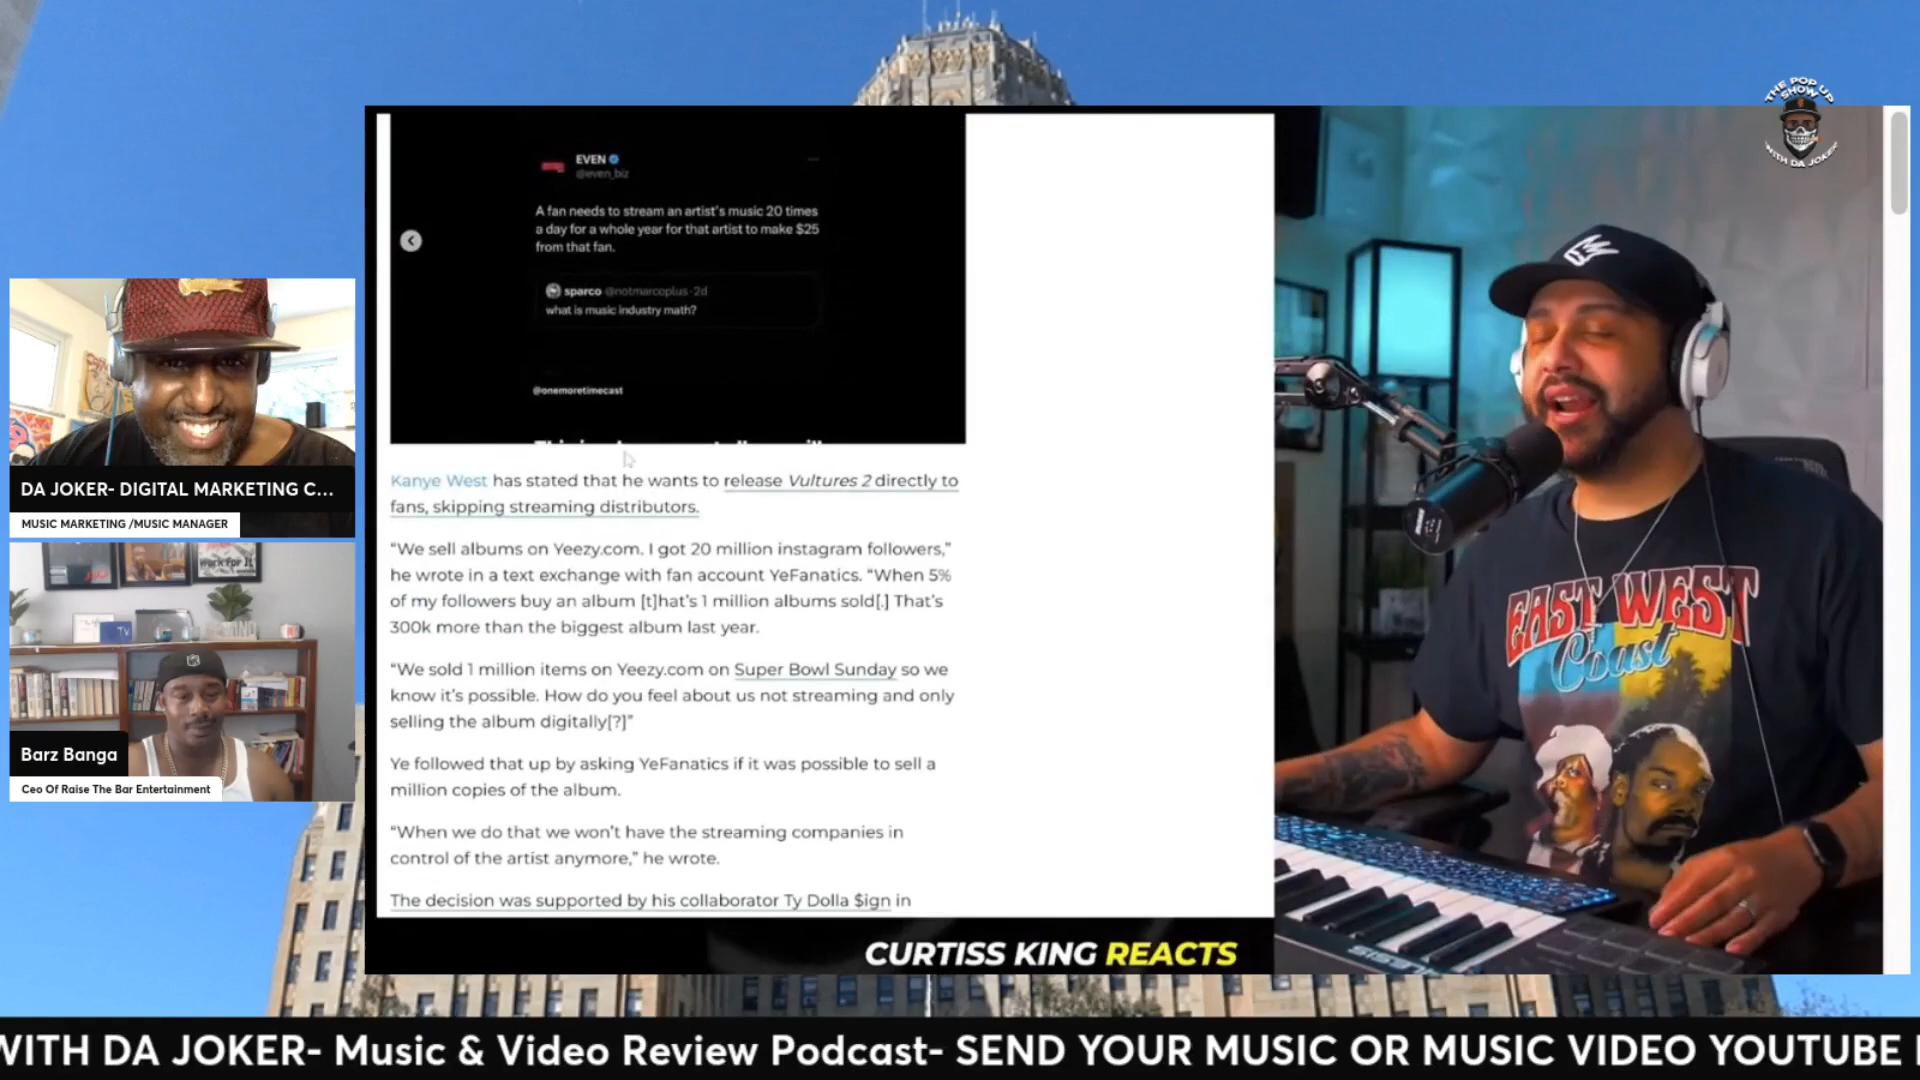 THE POP UP
SHOW
WITH DA JOKER
EVEN
@even_biz
A fan needs to stream an artist's music 20 times
a day for a whole year for that artist to make $25
from that fan.
sparco @notmarcoplus · 2d
what is music industry math?
@onemoretimecast
Kanye West has stated that he wants to release Vultures 2 directly to
fans, skipping streaming distributors.
“We sell albums on Yeezy.com. I got 20 million instagram followers,”
he wrote in a text exchange with fan account YeFanatics. “When 5%
of my followers buy an album [t]hat’s 1 million albums sold[.] That’s
300k more than the biggest album last year.
“We sold 1 million items on Yeezy.com on Super Bowl Sunday so we
know it’s possible. How do you feel about us not streaming and only
selling the album digitally[?]”
Ye followed that up by asking YeFanatics if it was possible to sell a
million copies of the album.
“When we do that we won’t have the streaming companies in
control of the artist anymore,” he wrote.
The decision was supported by his collaborator Ty Dolla $ign in
CURTISS KING REACTS
EAST WEST
Coast
DA JOKER- DIGITAL MARKETING C...
MUSIC MARKETING /MUSIC MANAGER
Work For It
TV
Barz Banga
Ceo Of Raise The Bar Entertainment
WITH DA JOKER- Music & Video Review Podcast- SEND YOUR MUSIC OR MUSIC VIDEO YOUTUBE